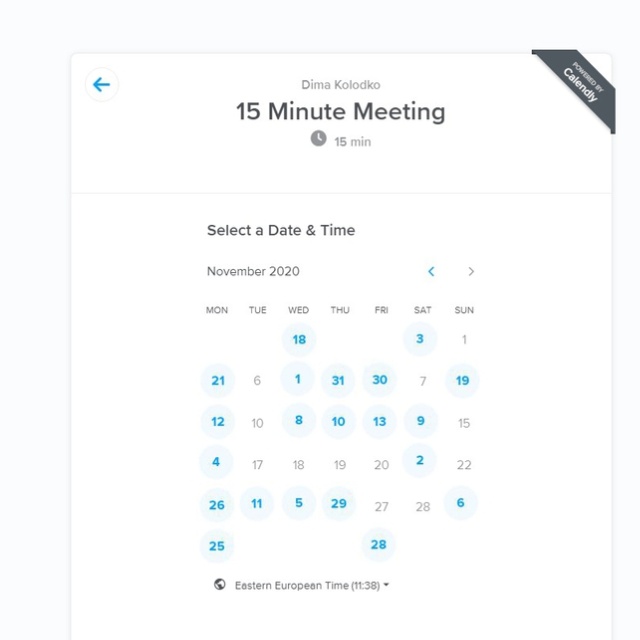 Dima Kolodko
POWERED BY
Calendly
15 Minute Meeting
15 min
Select a Date & Time
November 2020
MON TUE WED THU FRI SAT SUN
18 3 1
21 6 1 31 30 7 19
12 10 8 10 13 9 15
4 17 18 19 20 2 22
26 11 5 29 27 28 6
25 28
Eastern European Time (11:38)